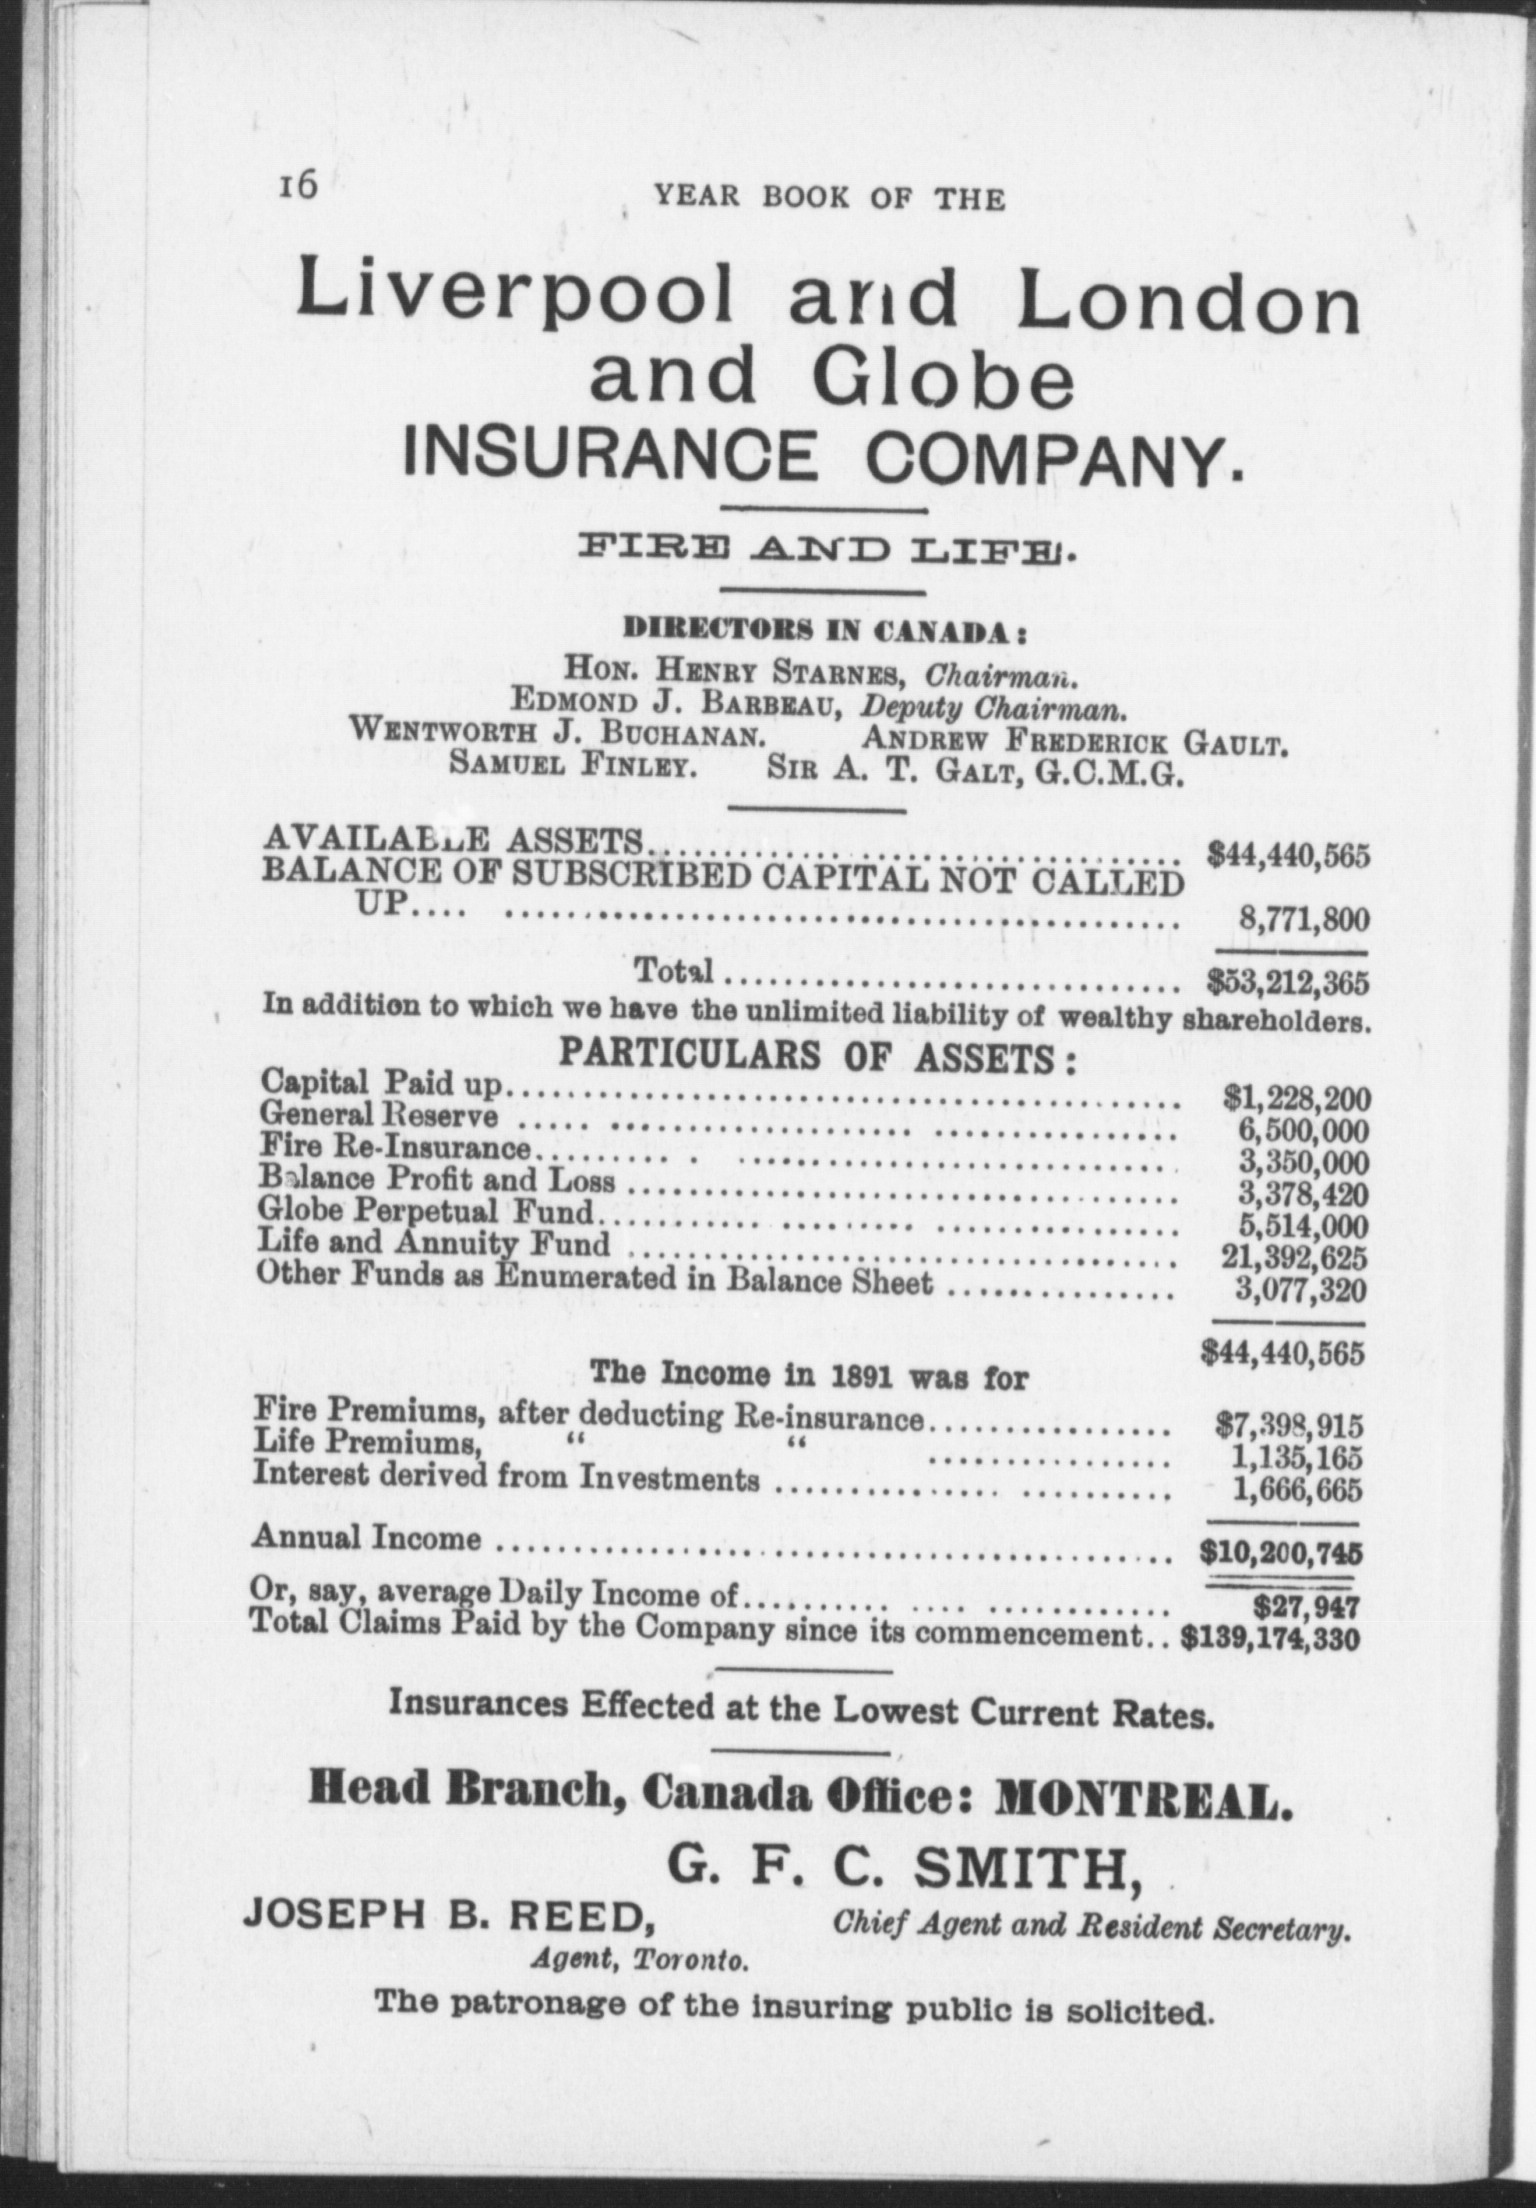 16
YEAR BOOK OF THE
Liverpool and London
and Globe
INSURANCE COMPANY.
FIRE AND LIFE.
DIRECTORS IN CANADA:
HON. HENRY STARNES, Chairman.
EDMOND J. BARBEAU, Deputy Chairman.
WENTWORTH J. BUCHANAN. ANDREW FREDERICK GAULT.
SAMUEL FINLEY. SIR A. T. GALT, G.C.M.G.
AVAILABLE ASSETS.................................. $44,440,565
BALANCE OF SUBSCRIBED CAPITAL NOT CALLED
UP.... ............................................ 8,771,800
Total .............................. $53,212,365
In addition to which we have the unlimited liability of wealthy shareholders.
PARTICULARS OF ASSETS:
Capital Paid up............................................ $1,228,200
General Reserve ..... .................... ................ 6,500,000
Fire Re-Insurance......... . ............................. 3,350,000
Balance Profit and Loss .................................... 3,378,420
Globe Perpetual Fund........... ......... ................ 5,514,000
Life and Annuity Fund .................................... 21,392,625
Other Funds as Enumerated in Balance Sheet ............... 3,077,320
$44,440,565
The Income in 1891 was for
Fire Premiums, after deducting Re-insurance................ $7,398,915
Life Premiums, “ “ ................ 1,135,165
Interest derived from Investments ............... .......... 1,666,665
Annual Income ............................................ $10,200,745
Or, say, average Daily Income of.......... .... ............ $27,947
Total Claims Paid by the Company since its commencement.. $139,174,330
Insurances Effected at the Lowest Current Rates.
Head Branch, Canada Office: MONTREAL.
G. F. C. SMITH,
JOSEPH B. REED,
Chief Agent and Resident Secretary.
Agent, Toronto.
The patronage of the insuring public is solicited.